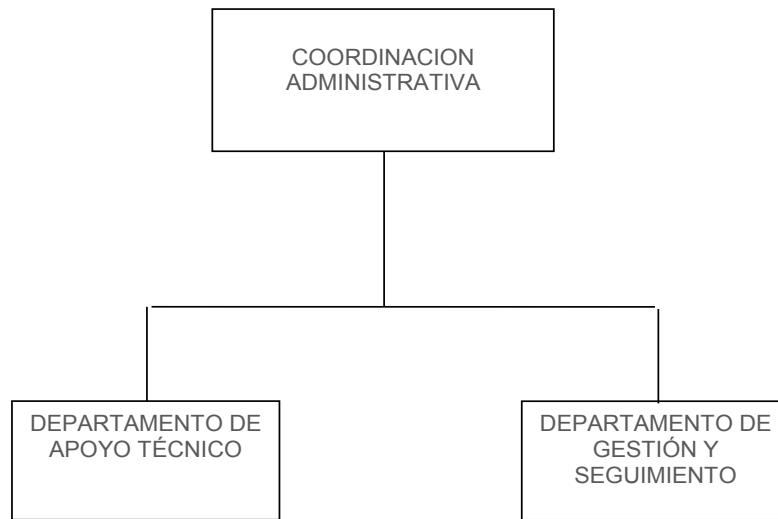 COORDINACION
ADMINISTRATIVA
DEPARTAMENTO DE
APOYO TÉCNICO
DEPARTAMENTO DE
GESTIÓN Y
SEGUIMIENTO